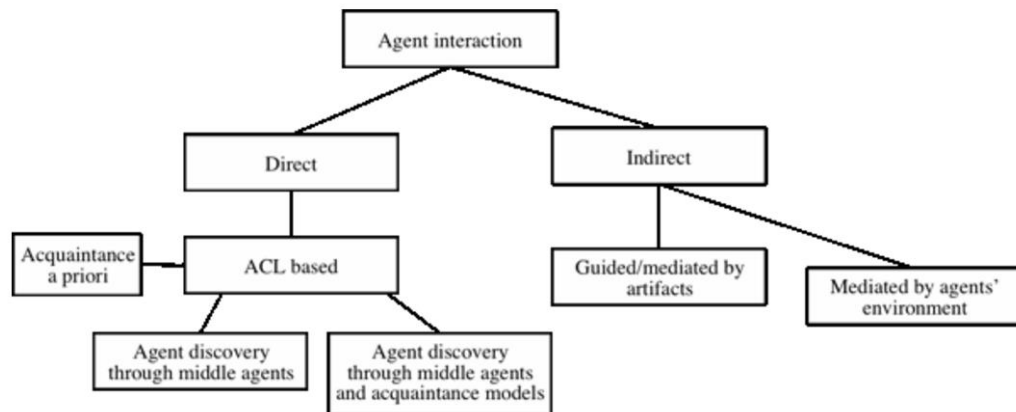 Agent interaction
Direct
Indirect
Acquaintance
a priori
ACL based
Guided/mediated by
artifacts
Mediated by agents’
environment
Agent discovery
through middle agents
Agent discovery
through middle agents
and acquaintance models